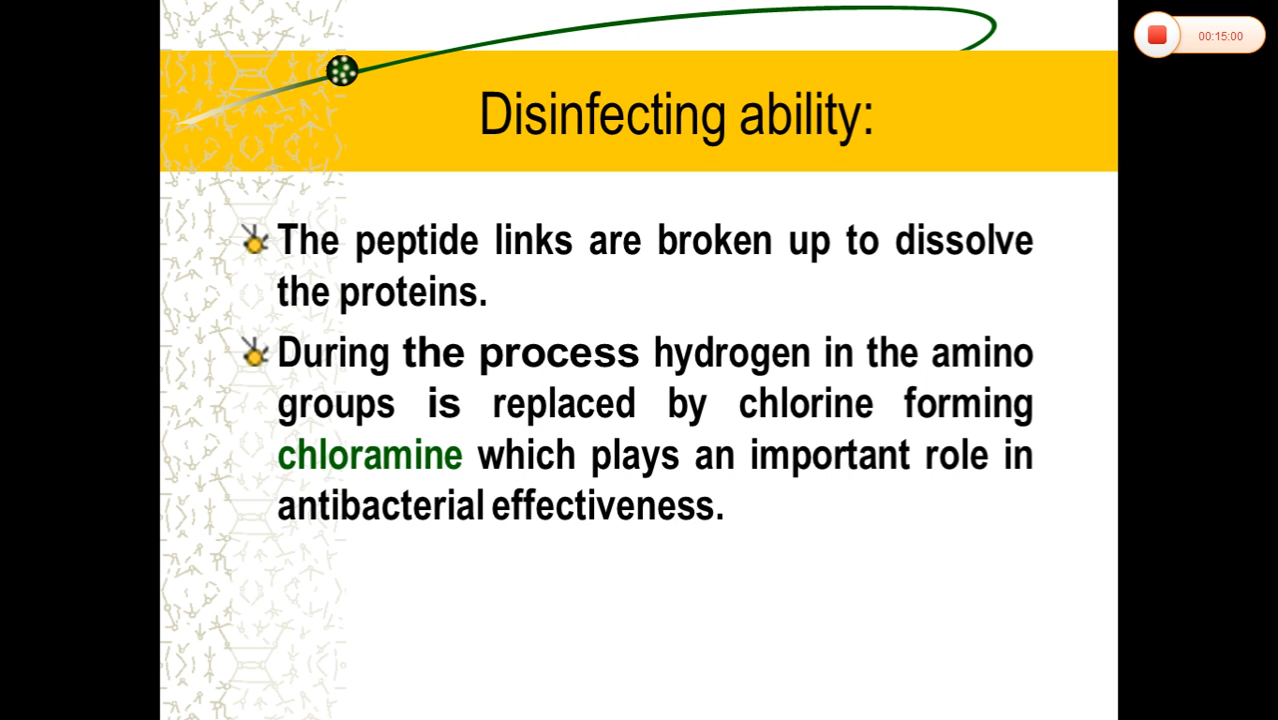 00:15:00
Disinfecting ability:
The peptide links are broken up to dissolve
the proteins.
During the process hydrogen in the amino
groups is replaced by chlorine forming
chloramine which plays an important role in
antibacterial effectiveness.